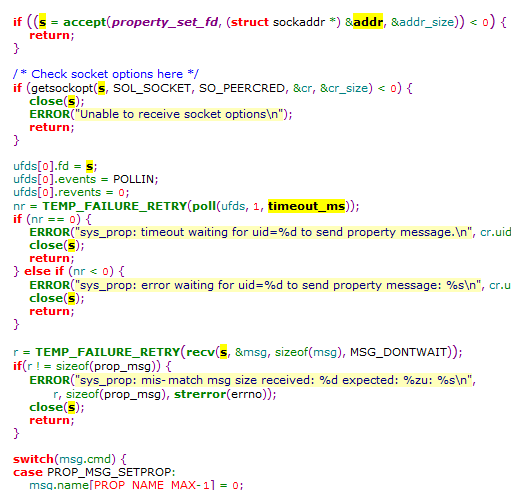 if ((s = accept(property_set_fd, (struct sockaddr *) &addr, &addr_size)) < 0) {
return;
}
/* Check socket options here */
if (getsockopt(s, SOL_SOCKET, SO_PEERCRED, &cr, &cr_size) < 0) {
close(s);
ERROR("Unable to receive socket options\n");
return;
}
ufds[0].fd = s;
ufds[0].events = POLLIN;
ufds[0].revents = 0;
nr = TEMP_FAILURE_RETRY(poll(ufds, 1, timeout_ms));
if (nr == 0) {
ERROR("sys_prop: timeout waiting for uid=%d to send property message.\n", cr.uid
close(s);
return;
} else if (nr < 0) {
ERROR("sys_prop: error waiting for uid=%d to send property message: %s\n", cr.u
close(s);
return;
}
r = TEMP_FAILURE_RETRY(recv(s, &msg, sizeof(msg), MSG_DONTWAIT));
if(r != sizeof(prop_msg)) {
ERROR("sys_prop: mis-match msg size received: %d expected: %zu: %s\n",
r, sizeof(prop_msg), strerror(errno));
close(s);
return;
}
switch(msg.cmd) {
case PROP_MSG_SETPROP:
msg.name[PROP_NAME_MAX-1] = 0;